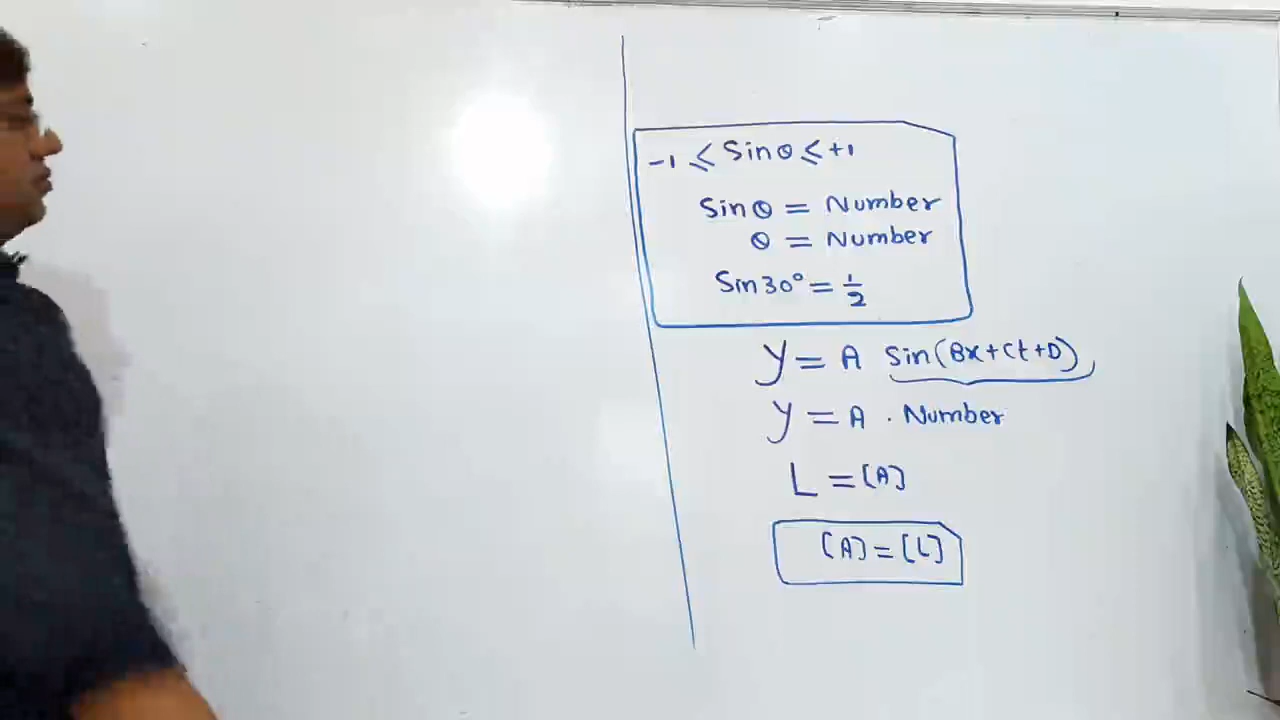 -1 ≤ Sinθ ≤ +1
Sinθ = Number
θ = Number
Sin30° = 1/2
y = A Sin(Bx+Ct+D)
y = A . Number
L = [A]
[A] = [L]